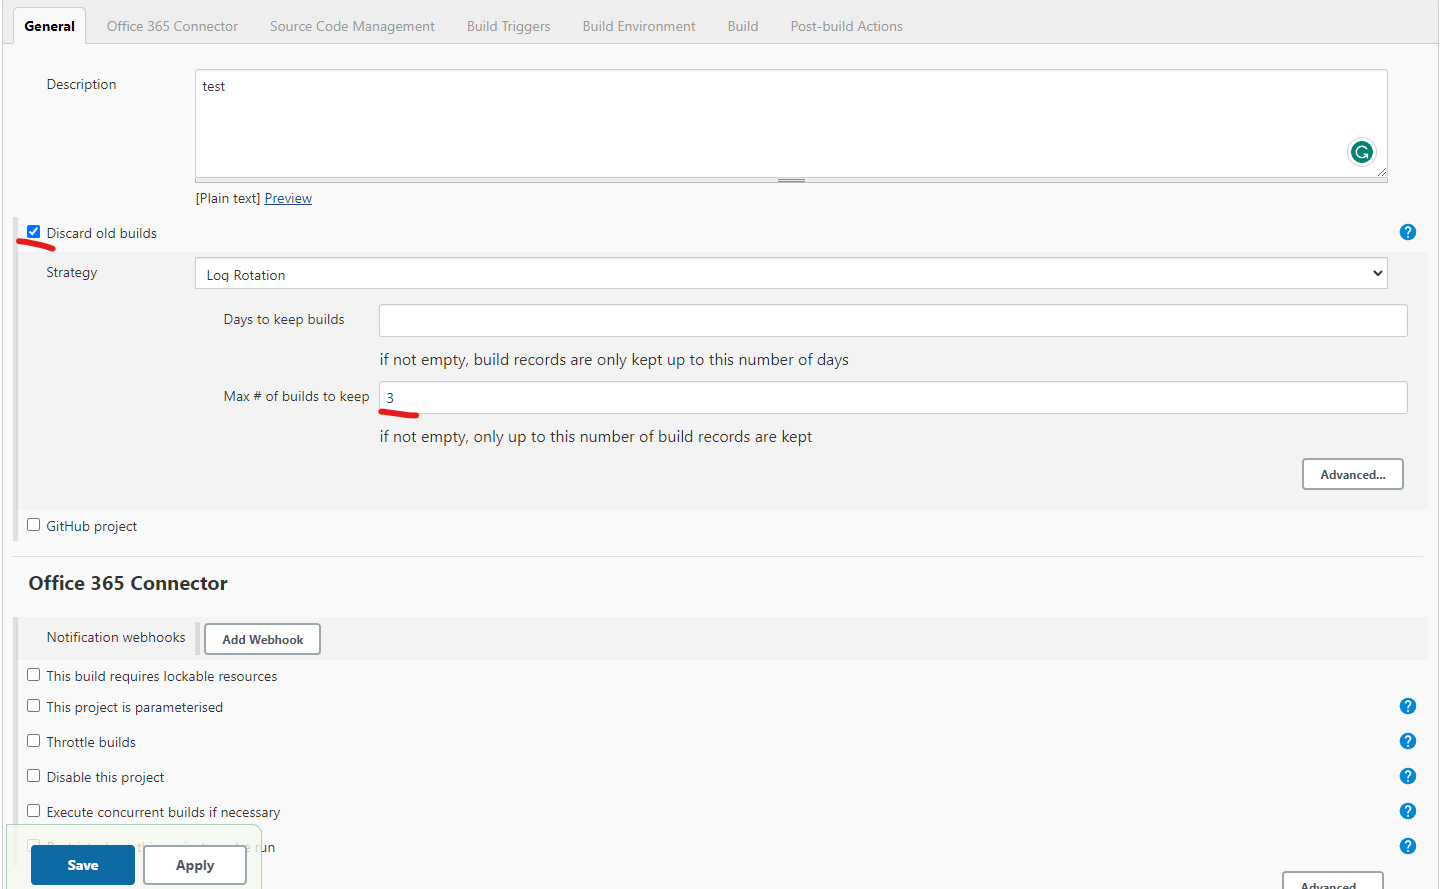 General Office 365 Connector Source Code Management Build Triggers Build Environment Build Post-build Actions
Description
test
[Plain text] Preview
Discard old builds
Strategy
Log Rotation
Days to keep builds
if not empty, build records are only kept up to this number of days
Max # of builds to keep
3
if not empty, only up to this number of build records are kept
Advanced...
GitHub project
Office 365 Connector
Notification webhooks
Add Webhook
This build requires lockable resources
This project is parameterised
Throttle builds
Disable this project
Execute concurrent builds if necessary
run
Save
Apply
Advanced